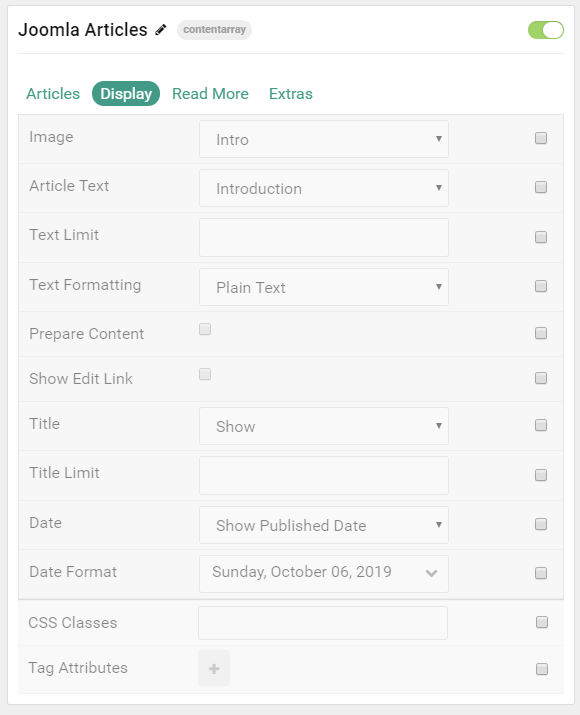 Joomla Articles contentarray
Articles Display Read More Extras
Image Intro
Article Text Introduction
Text Limit
Text Formatting Plain Text
Prepare Content
Show Edit Link
Title Show
Title Limit
Date Show Published Date
Date Format Sunday, October 06, 2019
CSS Classes
Tag Attributes